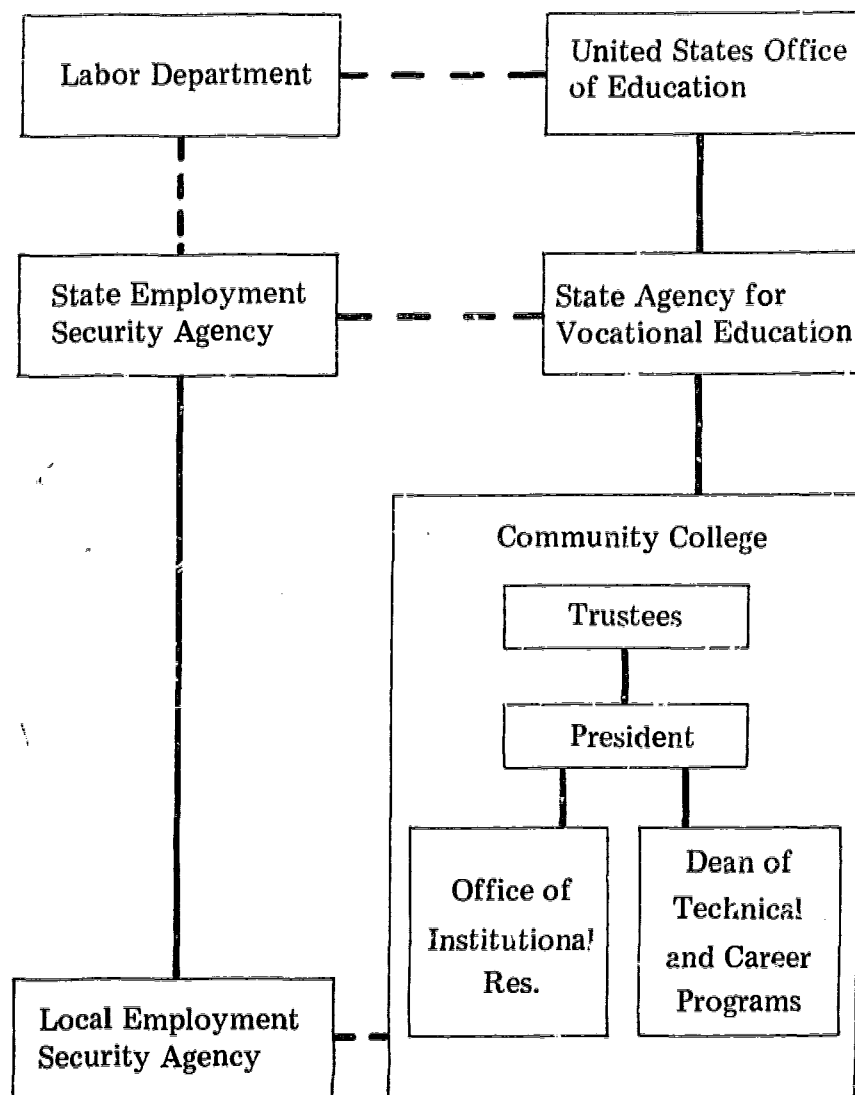 Labor Department
United States Office
of Education
State Employment
Security Agency
State Agency for
Vocational Education
Community College
Trustees
President
Office of
Institutional
Res.
Dean of
Technical
and Career
Programs
Local Employment
Security Agency